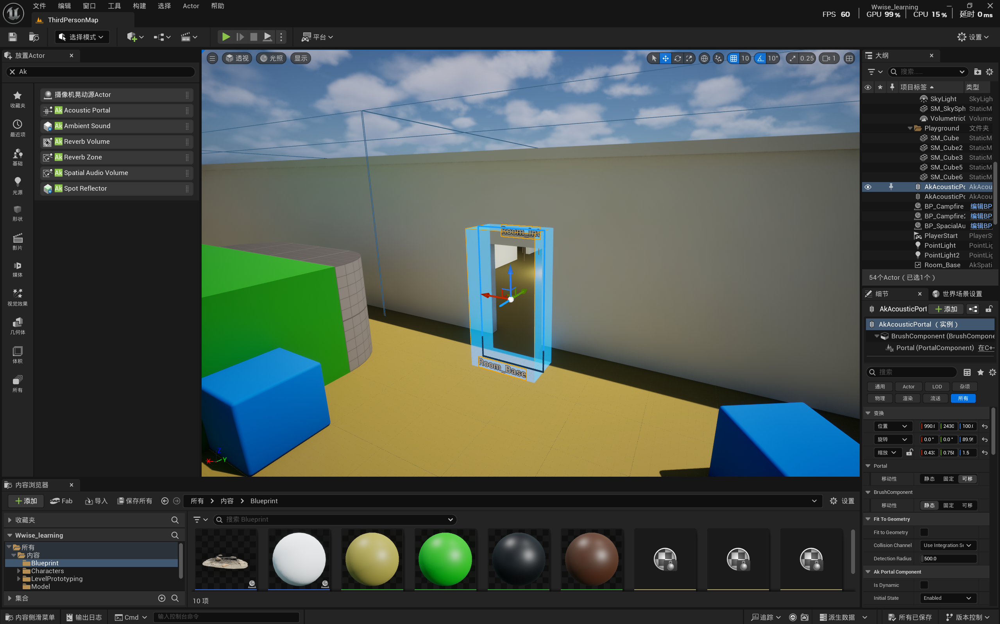 文件 编辑 窗口 工具 构建 选择 Actor 帮助
Wwise_learning
ThirdPersonMap
FPS 60 GPU 99% CPU 15% 延时 0ms
选择模式
平台
设置
放置Actor
Ak
收藏夹
最近项
基础
光源
形状
影片
媒体
视觉效果
几何体
体积
所有
摄像机晃动源Actor
Ak Acoustic Portal
Ak Ambient Sound
Ak Reverb Volume
Ak Reverb Zone
Ak Spatial Audio Volume
Ak Spot Reflector
透视 光照 显示
10 10° 0.25 1
Room_Int
Room_Base
X Y Z
大纲
搜索......
项目标签 类型
SkyLight SkyLigh
SM_SkySph StaticM
Volumetric Volume
Playground 文件夹
SM_Cube StaticM
SM_Cube2 StaticM
SM_Cube3 StaticM
SM_Cube5 StaticM
SM_Cube6 StaticM
AkAcousticPo AkAcou
AkAcousticPo AkAcou
BP_Campfire 编辑BP
BP_Campfire2 编辑BP
BP_SpacialAu 编辑BP
PlayerStart PlayerS
PointLight PointLig
PointLight2 PointLig
Room_Base AkSpati
54个Actor（已选1个）
细节 世界场景设置
AkAcousticPort 添加
AkAcousticPortal （实例）
BrushComponent (BrushCompone
Portal (PortalComponent) 在C+
搜索
通用 Actor LOD 杂项
物理 渲染 流送 所有
变换
位置 990.0 2430 100.0
旋转 0.0° 0.0° 89.99
缩放 0.43 0.75 1.5
Portal
移动性 静态 固定 可移
BrushComponent
移动性 静态 固定 可移
Fit To Geometry
Fit to Geometry
Collision Channel Use Integration Se
Detection Radius 500.0
Ak Portal Component
Is Dynamic
Initial State Enabled
内容浏览器
添加 Fab 导入 保存所有 所有 内容 Blueprint 设置
收藏夹
Wwise_learning
所有
内容
Blueprint
Characters
LevelPrototyping
Model
集合
搜索 Blueprint
10 项
内容侧滑菜单 输出日志 Cmd 输入控制台命令
追踪 派生数据 所有已保存 版本控制